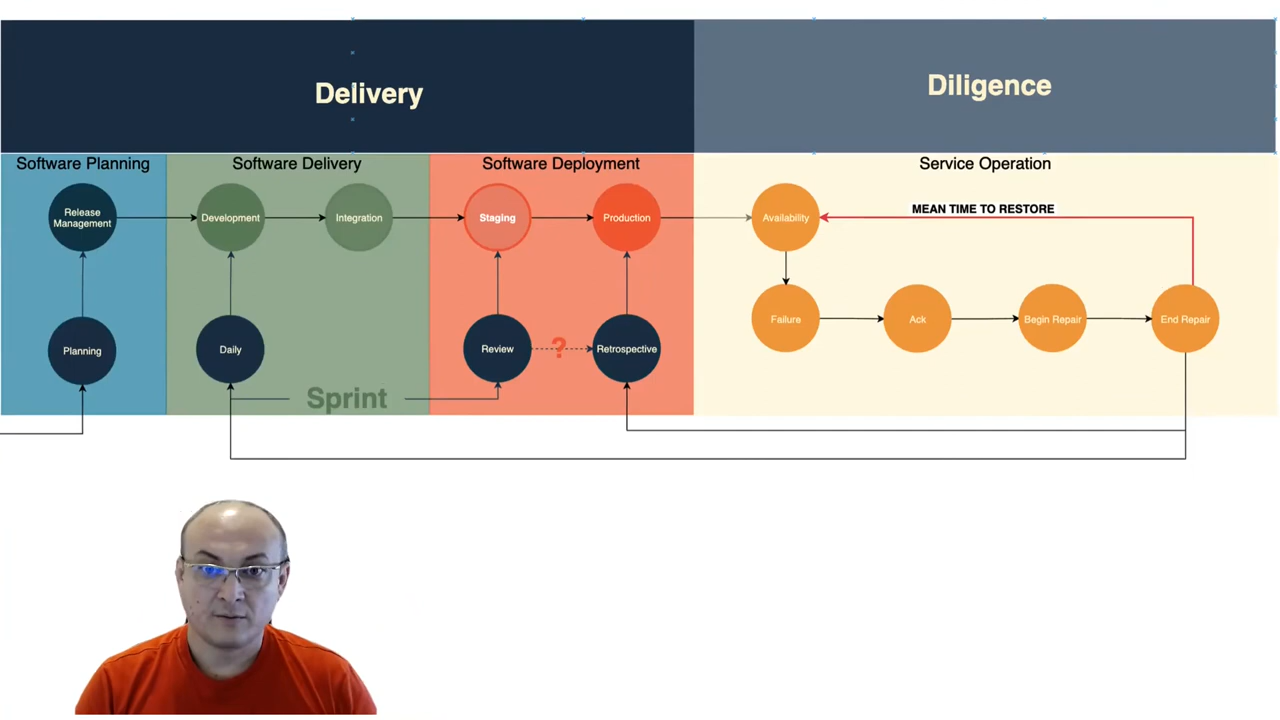 Delivery
Diligence
Software Planning
Software Delivery
Software Deployment
Service Operation
Release
Management
Development
Integration
Staging
Production
Availability
MEAN TIME TO RESTORE
Failure
Ack
Begin Repair
End Repair
Planning
Daily
Review
?
Retrospective
Sprint